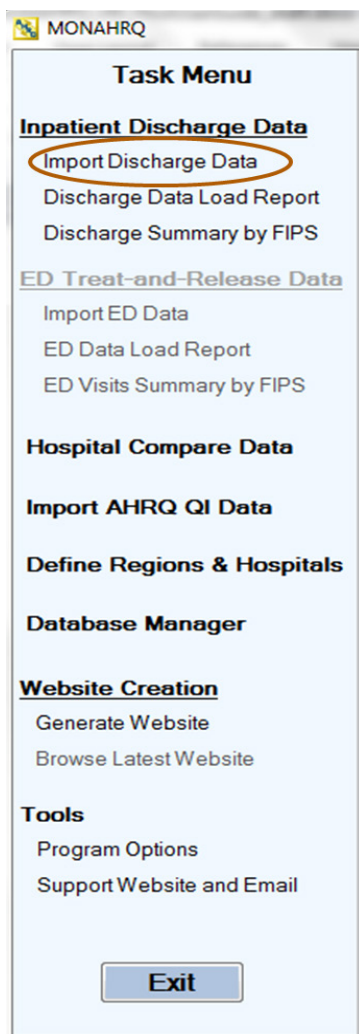 MONAHRQ
Task Menu
Inpatient Discharge Data
Import Discharge Data
Discharge Data Load Report
Discharge Summary by FIPS
ED Treat-and-Release Data
Import ED Data
ED Data Load Report
ED Visits Summary by FIPS
Hospital Compare Data
Import AHRQ QI Data
Define Regions & Hospitals
Database Manager
Website Creation
Generate Website
Browse Latest Website
Tools
Program Options
Support Website and Email
Exit